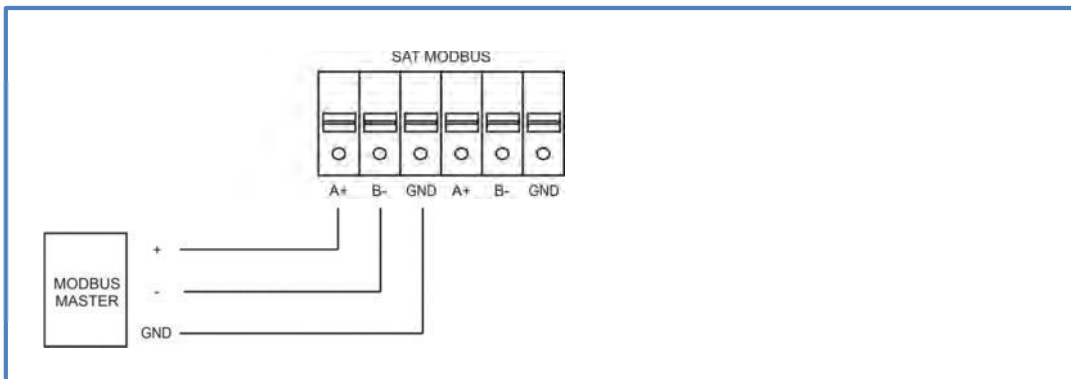 SAT MODBUS
A+ B- GND A+ B- GND
+
MODBUS
MASTER
-
GND